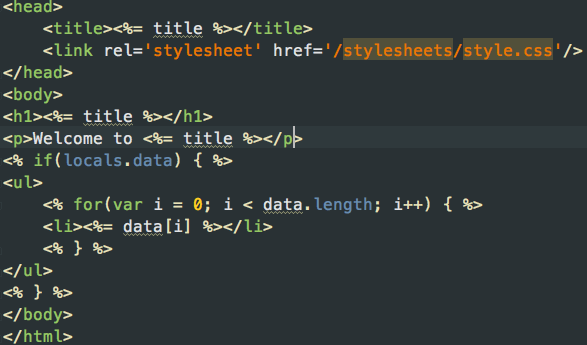 <head>
    <title><%= title %></title>
    <link rel='stylesheet' href='/stylesheets/style.css'/>
</head>
<body>
<h1><%= title %></h1>
<p>Welcome to <%= title %></p>
<% if(locals.data) { %>
<ul>
    <% for(var i = 0; i < data.length; i++) { %>
    <li><%= data[i] %></li>
    <% } %>
</ul>
<% } %>
</body>
</html>